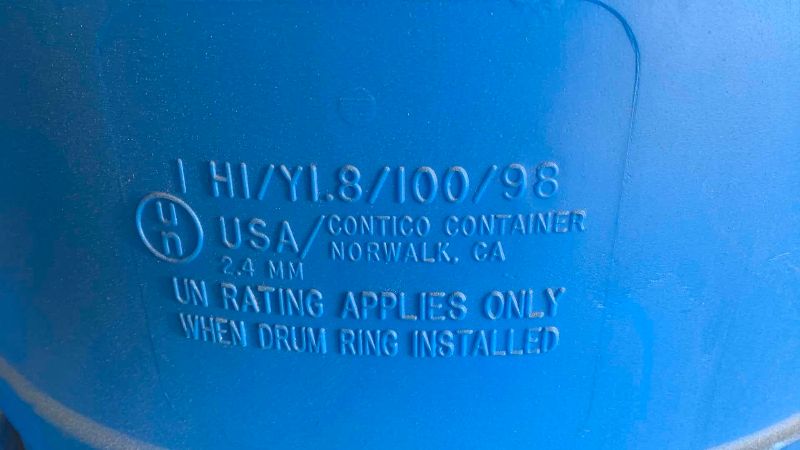 1 H1/Y1.8/100/98
un USA/CONTICO CONTAINER
NORWALK, CA
2.4 MM
UN RATING APPLIES ONLY
WHEN DRUM RING INSTALLED